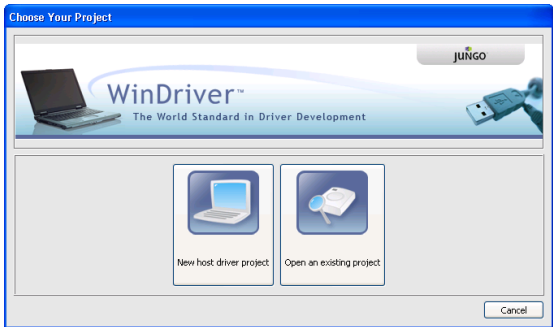 Choose Your Project
JUNGO
WinDriver™
The World Standard in Driver Development
New host driver project
Open an existing project
Cancel